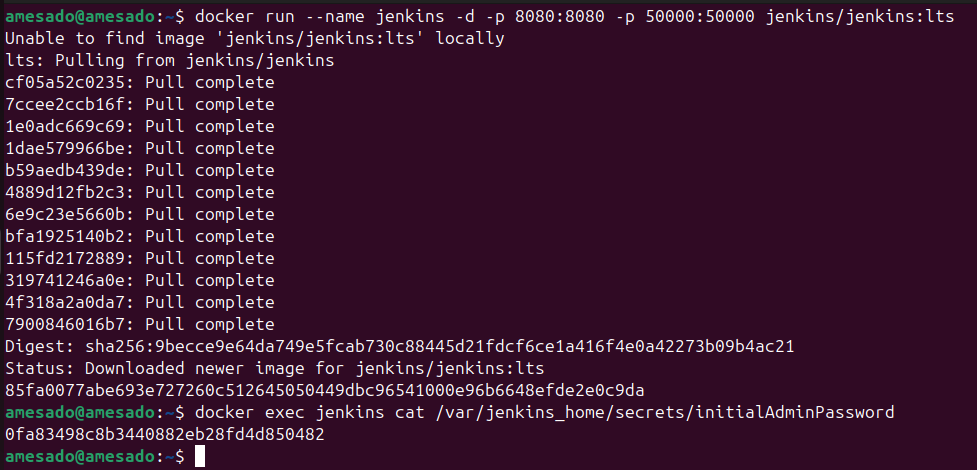 amesado@amesado:~$ docker run --name jenkins -d -p 8080:8080 -p 50000:50000 jenkins/jenkins:lts
Unable to find image 'jenkins/jenkins:lts' locally
lts: Pulling from jenkins/jenkins
cf05a52c0235: Pull complete
7ccee2ccb16f: Pull complete
1e0adc669c69: Pull complete
1dae579966be: Pull complete
b59aedb439de: Pull complete
4889d12fb2c3: Pull complete
6e9c23e5660b: Pull complete
bfa1925140b2: Pull complete
115fd2172889: Pull complete
319741246a0e: Pull complete
4f318a2a0da7: Pull complete
7900846016b7: Pull complete
Digest: sha256:9becce9e64da749e5fcab730c88445d21fdcf6ce1a416f4e0a42273b09b4ac21
Status: Downloaded newer image for jenkins/jenkins:lts
85fa0077abe693e727260c512645050449dbc96541000e96b6648efde2e0c9da
amesado@amesado:~$ docker exec jenkins cat /var/jenkins_home/secrets/initialAdminPassword
0fa83498c8b3440882eb28fd4d850482
amesado@amesado:~$